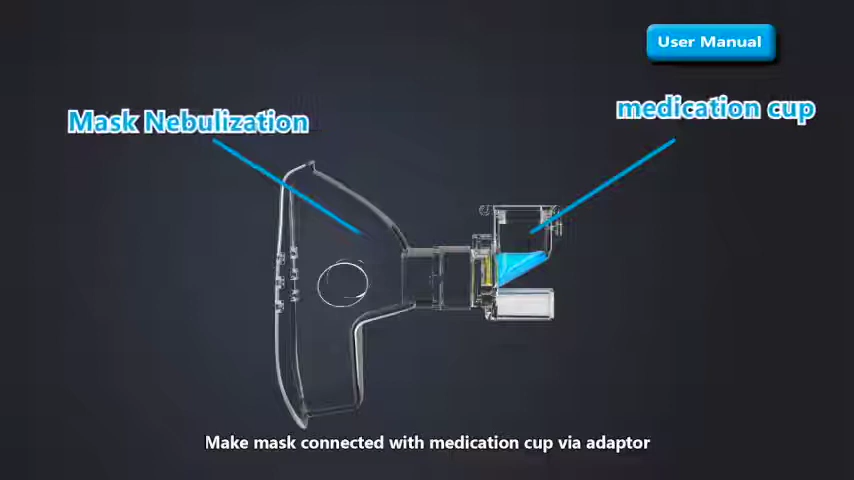 User Manual
Mask Nebulization
medication cup
Make mask connected with medication cup via adaptor